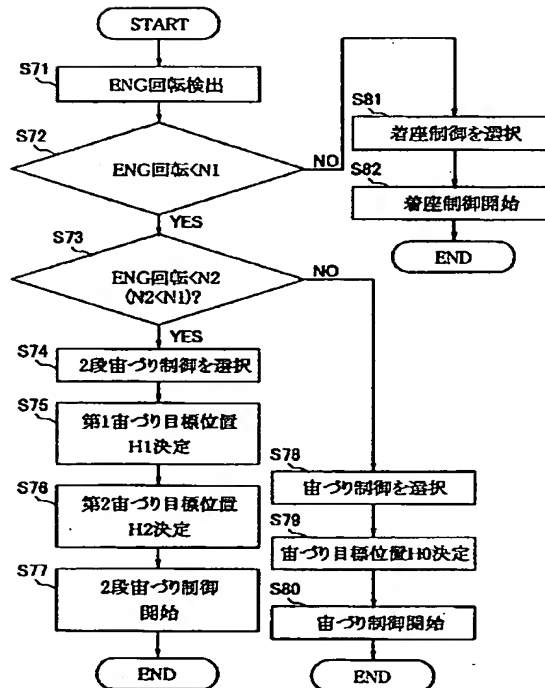 START
S71
ENG回転検出
S72
ENG回転<N1
NO
YES
S81
着座制御を選択
S82
着座制御開始
END
S73
ENG回転<N2
(N2<N1)?
NO
YES
S74
2段宙づり制御を選択
S75
第1宙づり目標位置
H1決定
S76
第2宙づり目標位置
H2決定
S77
2段宙づり制御
開始
END
S78
宙づり制御を選択
S79
宙づり目標位置H0決定
S80
宙づり制御開始
END